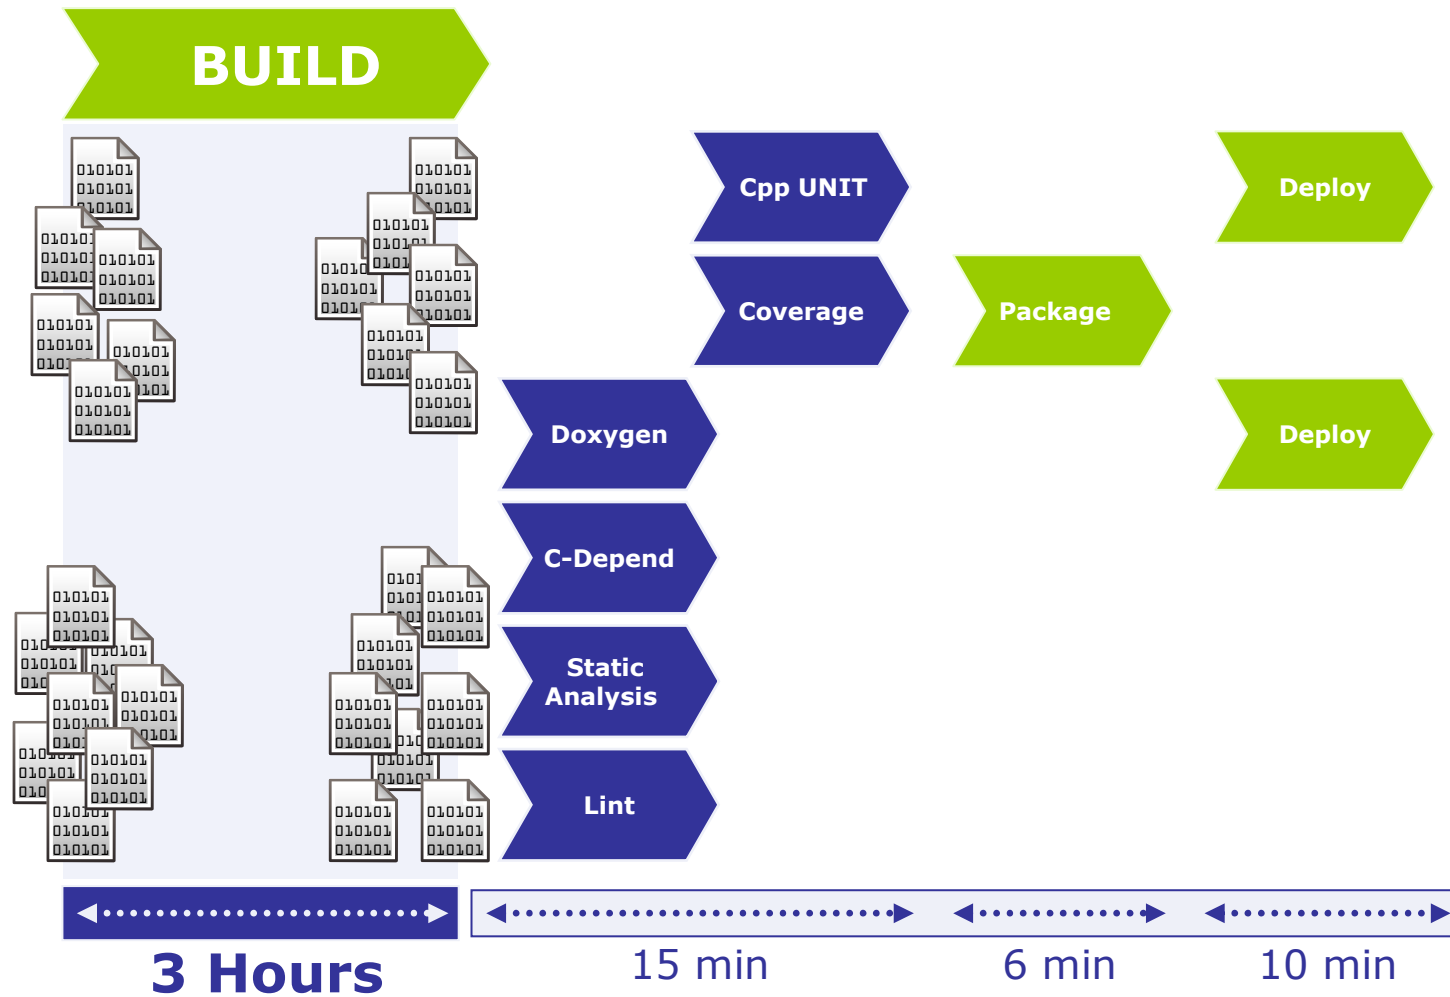 BUILD
Cpp UNIT
Deploy
Coverage
Package
Doxygen
Deploy
C-Depend
Static
Analysis
Lint
3 Hours
15 min
6 min
10 min